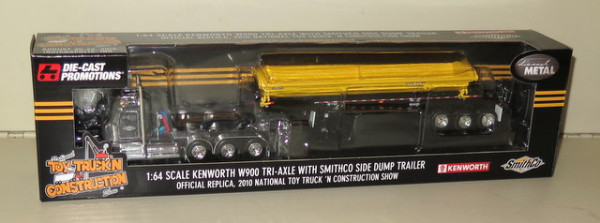 DIE-CAST
PROMOTIONS
METAL
TOY TRUCK'N
CONSTRUCTION
1:64 SCALE KENWORTH W900 TRI-AXLE WITH SMITHCO SIDE DUMP TRAILER
OFFICIAL REPLICA, 2010 NATIONAL TOY TRUCK 'N CONSTRUCTION SHOW
KENWORTH
SmithCo